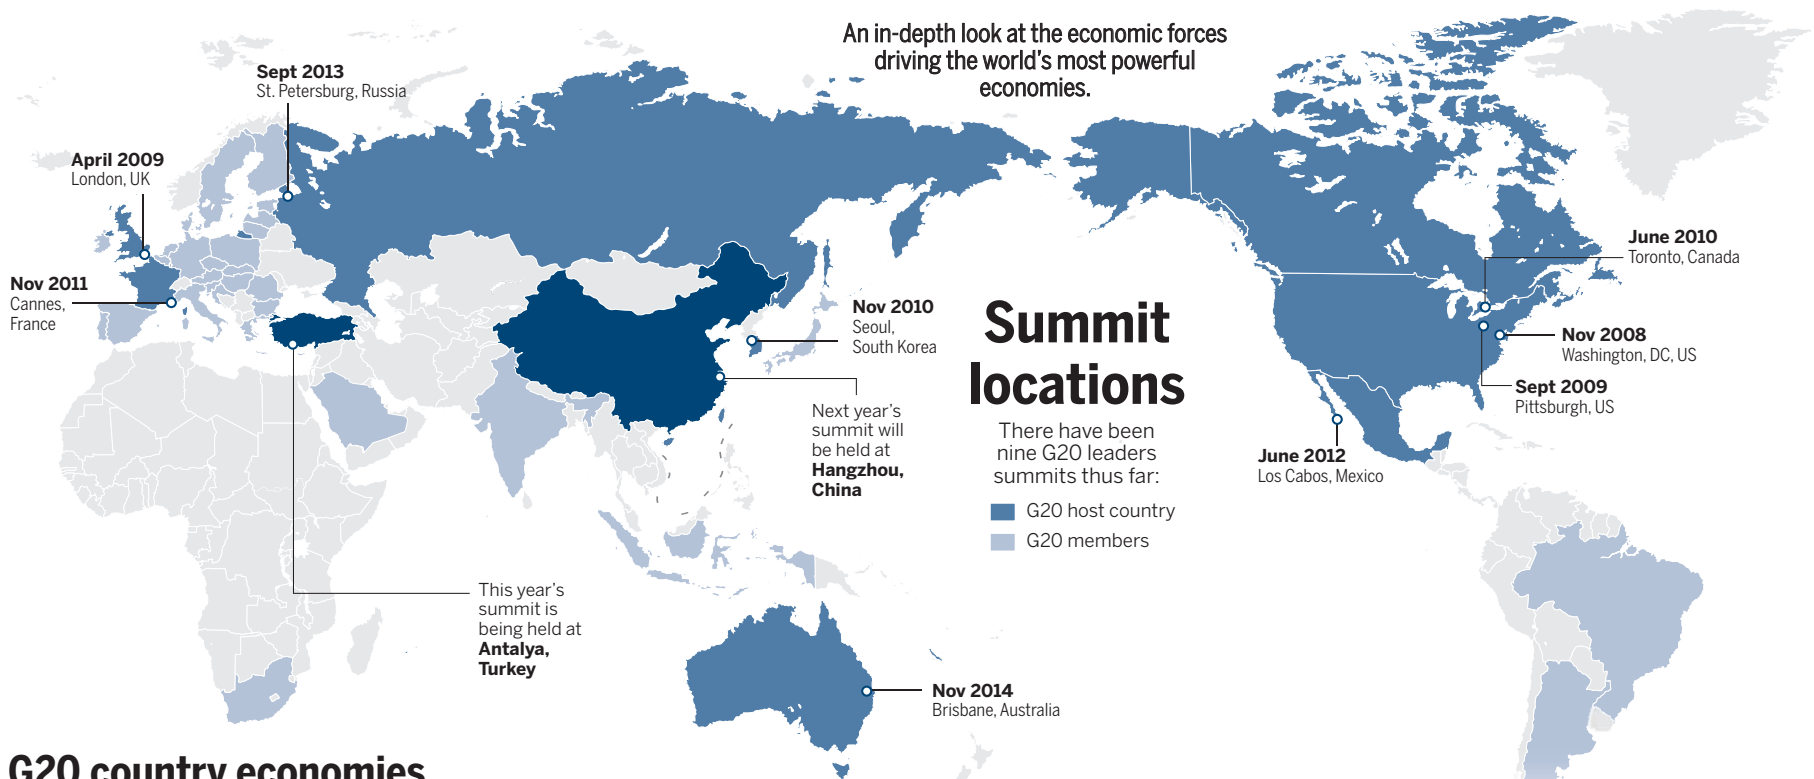 An in-depth look at the economic forces
driving the world's most powerful
economies.
Sept 2013
St. Petersburg, Russia
April 2009
London, UK
Nov 2011
Cannes,
France
Nov 2010
Seoul,
South Korea
Next year's
summit will
be held at
Hangzhou,
China
This year's
summit is
being held at
Antalya,
Turkey
Nov 2014
Brisbane, Australia
Summit
locations
There have been
nine G20 leaders
summits thus far:
G20 host country
G20 members
June 2010
Toronto, Canada
Nov 2008
Washington, DC, US
Sept 2009
Pittsburgh, US
June 2012
Los Cabos, Mexico
G20 country economies